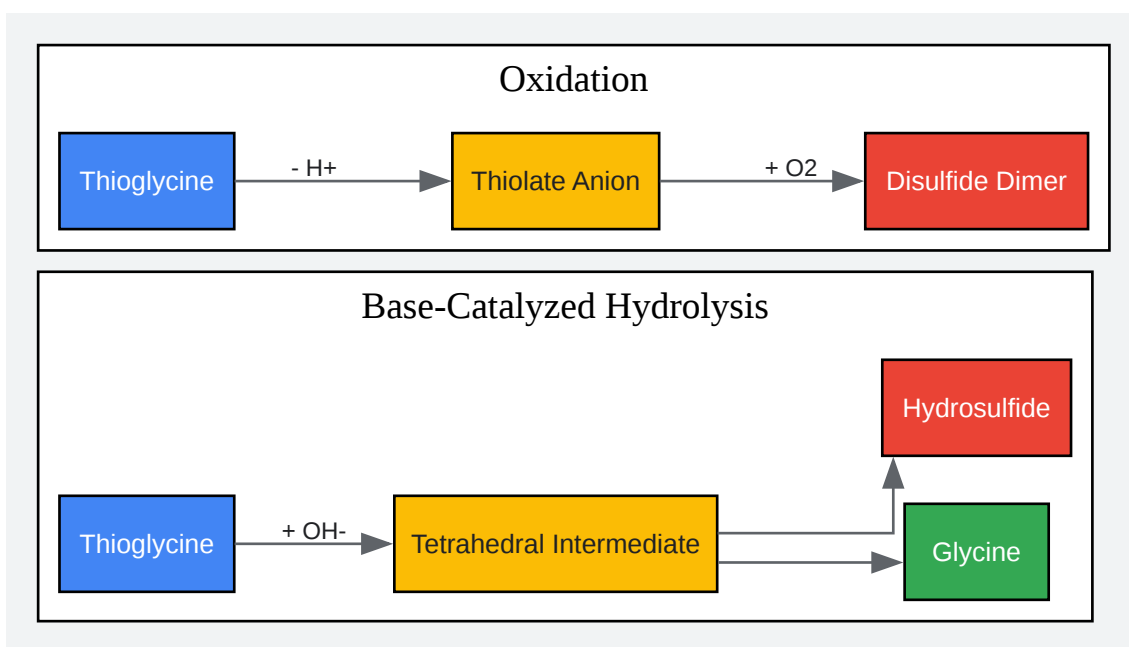 Oxidation
Thioglycine
- H+
Thiolate Anion
+ O2
Disulfide Dimer
Base-Catalyzed Hydrolysis
Hydrosulfide
Thioglycine
+ OH-
Tetrahedral Intermediate
Glycine